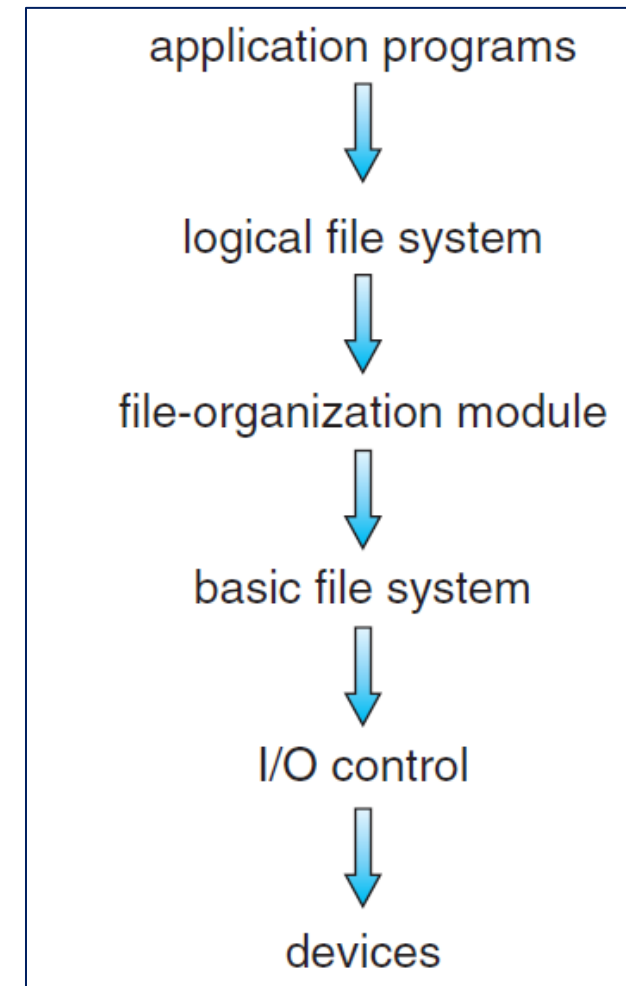 application programs
logical file system
file-organization module
basic file system
I/O control
devices